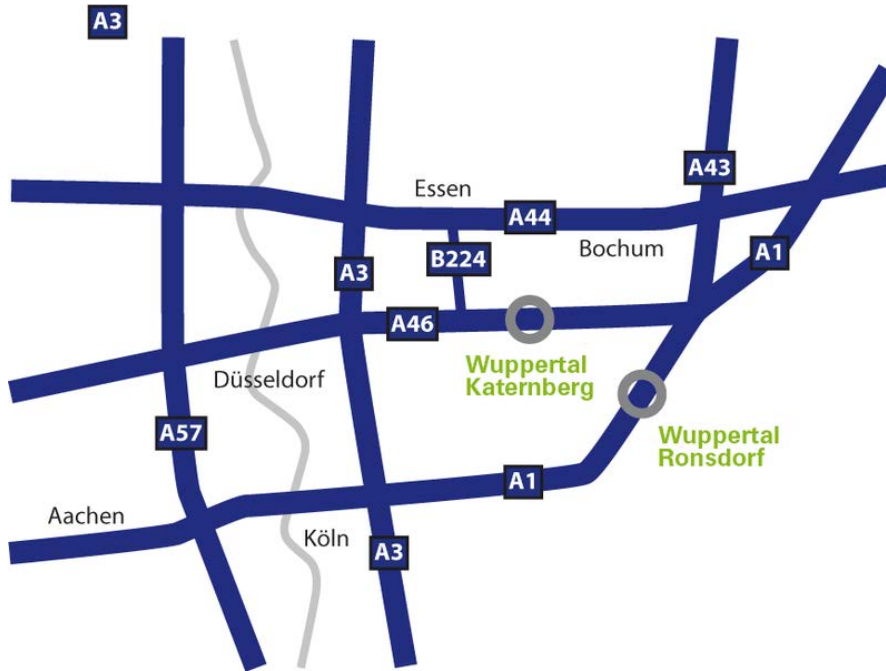 A3
A43
Essen
A44
Bochum
A1
B224
A3
A46
Wuppertal
Katernberg
Düsseldorf
A57
Wuppertal
Ronsdorf
A1
Aachen
Köln
A3